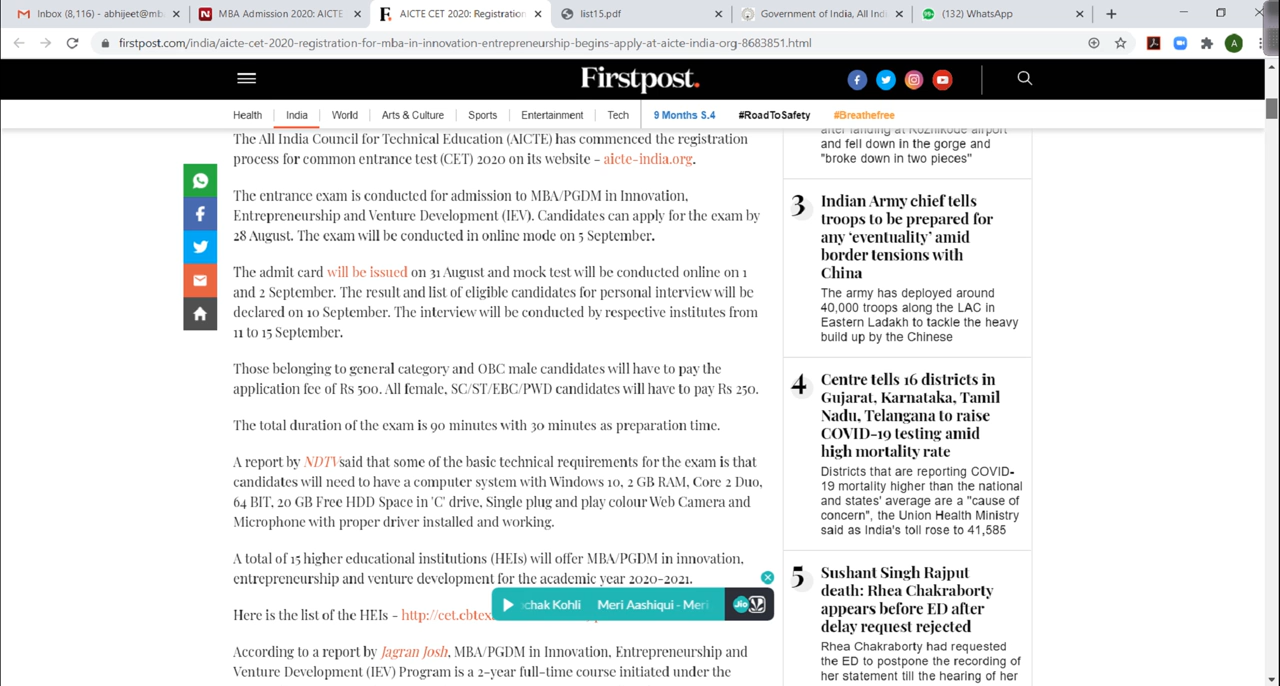 Inbox (8,116) - abhijeet@mb
MBA Admission 2020: AICTE
AICTE CET 2020: Registration
list15.pdf
Government of India, All Ind
(132) WhatsApp
firstpost.com/india/aicte-cet-2020-registration-for-mba-in-innovation-entrepreneurship-begins-apply-at-aicte-india-org-8683851.html
A
Firstpost.
Health India World Arts & Culture Sports Entertainment Tech 9 Months S.4 #RoadToSafety #Breathefree
The All India Council for Technical Education (AICTE) has commenced the registration
process for common entrance test (CET) 2020 on its website - aicte-india.org.
The entrance exam is conducted for admission to MBA/PGDM in Innovation,
Entrepreneurship and Venture Development (IEV). Candidates can apply for the exam by
28 August. The exam will be conducted in online mode on 5 September.
The admit card will be issued on 31 August and mock test will be conducted online on 1
and 2 September. The result and list of eligible candidates for personal interview will be
declared on 10 September. The interview will be conducted by respective institutes from
11 to 15 September.
Those belonging to general category and OBC male candidates will have to pay the
application fee of Rs 500. All female, SC/ST/EBC/PWD candidates will have to pay Rs 250.
The total duration of the exam is 90 minutes with 30 minutes as preparation time.
A report by NDTVsaid that some of the basic technical requirements for the exam is that
candidates will need to have a computer system with Windows 10, 2 GB RAM, Core 2 Duo,
64 BIT, 20 GB Free HDD Space in 'C' drive, Single plug and play colour Web Camera and
Microphone with proper driver installed and working.
A total of 15 higher educational institutions (HEIs) will offer MBA/PGDM in innovation,
entrepreneurship and venture development for the academic year 2020-2021.
Here is the list of the HEIs - http://cet.cbtex
chak Kohli Meri Aashiqui - Meri
Jio
According to a report by Jagran Josh, MBA/PGDM in Innovation, Entrepreneurship and
Venture Development (IEV) Program is a 2-year full-time course initiated under the
after landing at Kozhikode airport
and fell down in the gorge and
"broke down in two pieces"
3
Indian Army chief tells
troops to be prepared for
any ‘eventuality’ amid
border tensions with
China
The army has deployed around
40,000 troops along the LAC in
Eastern Ladakh to tackle the heavy
build up by the Chinese
4
Centre tells 16 districts in
Gujarat, Karnataka, Tamil
Nadu, Telangana to raise
COVID-19 testing amid
high mortality rate
Districts that are reporting COVID-
19 mortality higher than the national
and states' average are a "cause of
concern", the Union Health Ministry
said as India's toll rose to 41,585
5
Sushant Singh Rajput
death: Rhea Chakraborty
appears before ED after
delay request rejected
Rhea Chakraborty had requested
the ED to postpone the recording of
her statement till the hearing of her